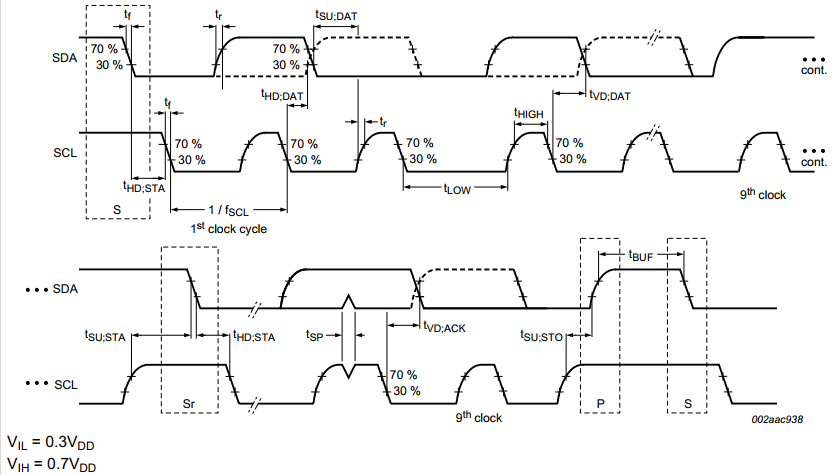 tf tr tSU;DAT
SDA 70 % 30 % 70 % 30 % cont.
tHD;DAT tVD;DAT
tf tr tHIGH
SCL 70 % 30 % 70 % 30 % 70 % 30 % 70 % 30 % cont.
tHD;STA tLOW
S 1 / fSCL 9th clock
1st clock cycle
tBUF
SDA
tSU;STA tHD;STA tSP tVD;ACK tSU;STO
SCL 70 % 30 %
Sr 9th clock P S
002aac938
VIL = 0.3VDD
VIH = 0.7VDD